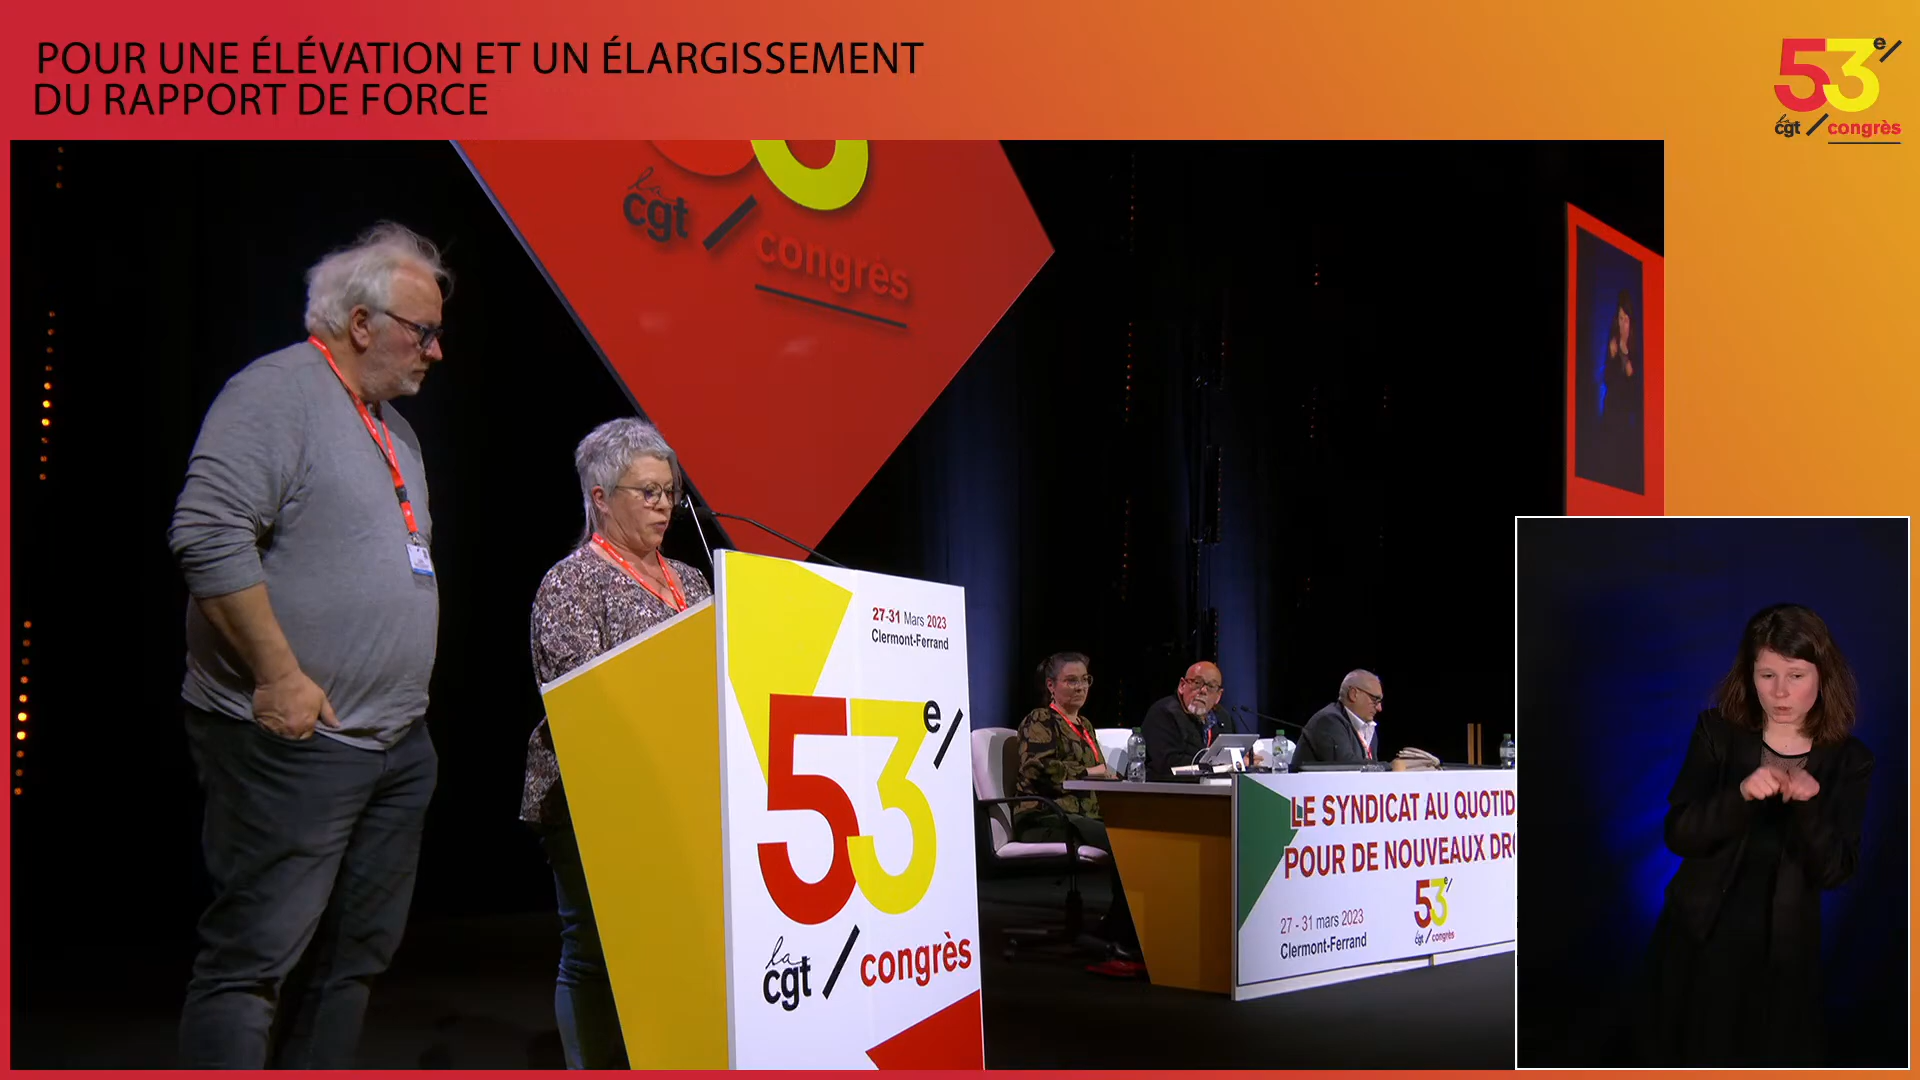 POUR UNE ÉLÉVATION ET UN ÉLARGISSEMENT
DU RAPPORT DE FORCE
53e/
la cgt / congrès
la cgt / congrès
27-31 Mars 2023
Clermont-Ferrand
53e/
la cgt / congrès
LE SYNDICAT AU QUOTID
POUR DE NOUVEAUX DRO
53e/
la cgt / congrès
27 - 31 mars 2023
Clermont-Ferrand